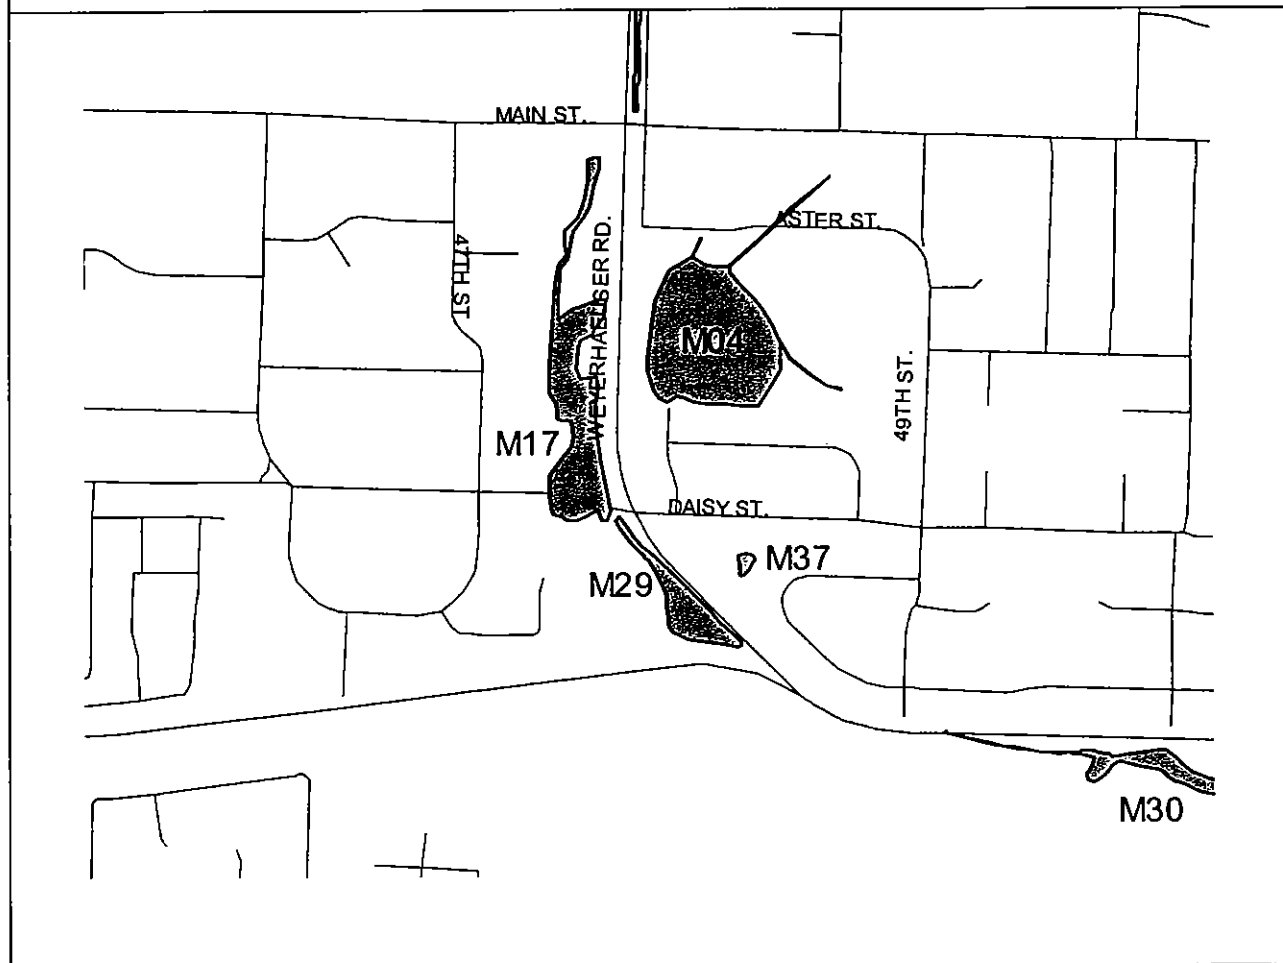 MAIN ST.
ASTER ST.
47TH ST
WEYERHAEUSER RD.
M04
49TH ST.
M17
DAISY ST.
M37
M29
M30